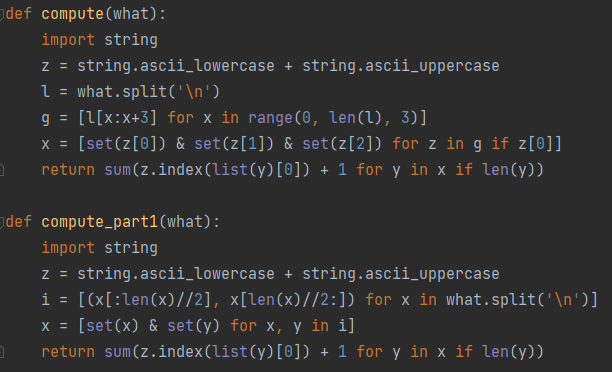 def compute(what):
    import string
    z = string.ascii_lowercase + string.ascii_uppercase
    l = what.split('\n')
    g = [l[x:x+3] for x in range(0, len(l), 3)]
    x = [set(z[0]) & set(z[1]) & set(z[2]) for z in g if z[0]]
    return sum(z.index(list(y)[0]) + 1 for y in x if len(y))

def compute_part1(what):
    import string
    z = string.ascii_lowercase + string.ascii_uppercase
    i = [(x[:len(x)//2], x[len(x)//2:]) for x in what.split('\n')]
    x = [set(x) & set(y) for x, y in i]
    return sum(z.index(list(y)[0]) + 1 for y in x if len(y))